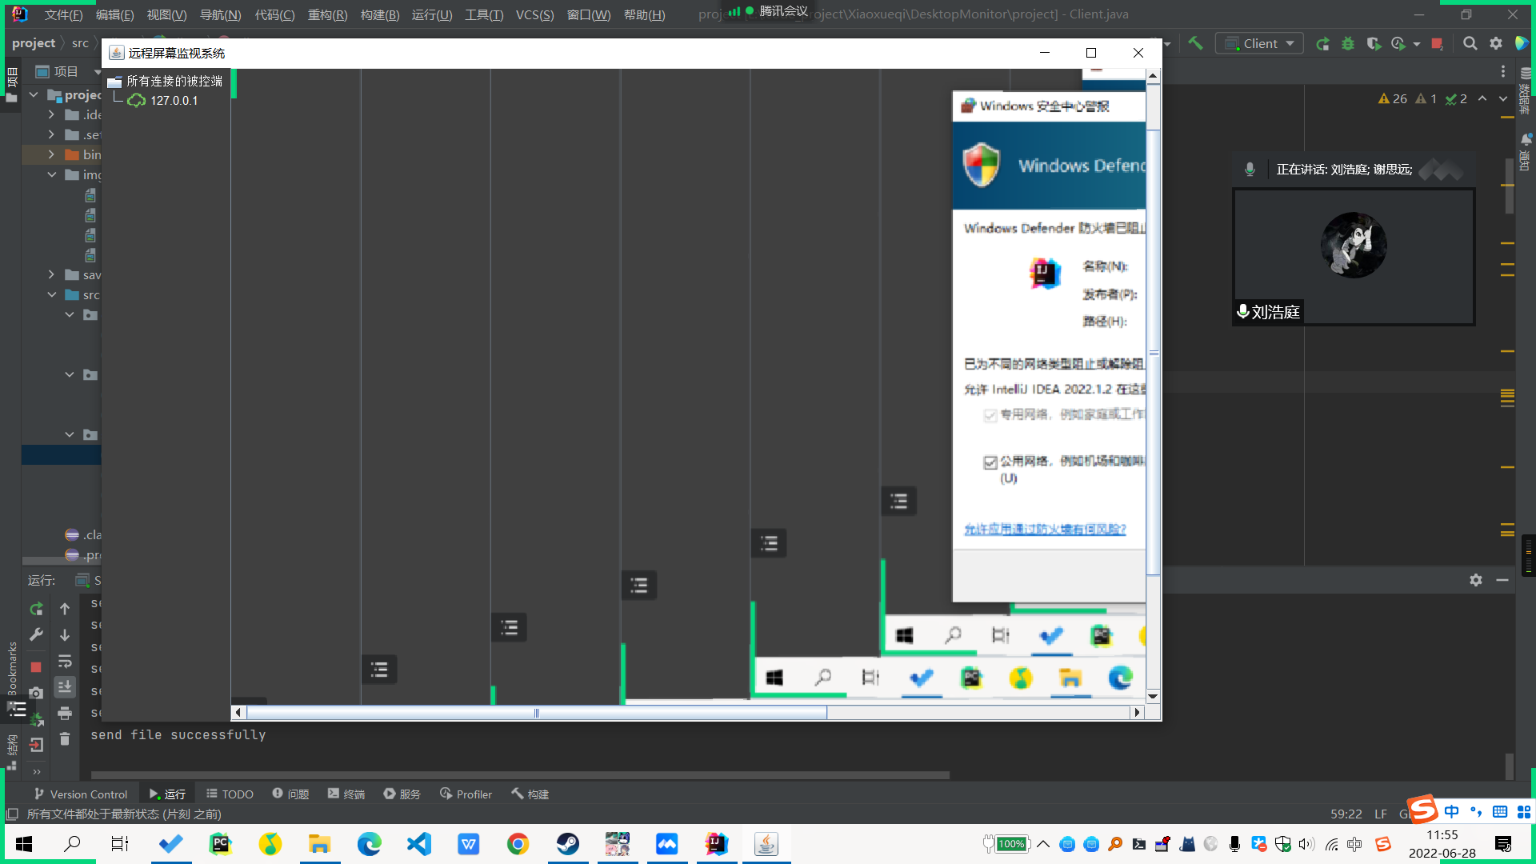 文件(F) 编辑(E) 视图(V) 导航(N) 代码(C) 重构(R) 构建(B) 运行(U) 工具(T) VCS(S) 窗口(W) 帮助(H)
腾讯会议
oject\Xiaoxueqi\DesktopMonitor\project] - Client.java
project
src
Client
远程屏幕监视系统
项目
所有连接的被控端
127.0.0.1
projec
.ide
.set
bin
img
sav
src
.cla
.pro
26
1
2
数据库
通知
正在讲话: 刘浩庭; 谢思远;
刘浩庭
Windows 安全中心警报
Windows Defend
Windows Defender 防火墙已阻止
名称(N):
发布者(P):
路径(H):
已为不同的网络类型阻止或解除阻
允许 IntelliJ IDEA 2022.1.2 在这
专用网络，例如家庭或工作
公用网络，例如机场和咖啡
(U)
允许应用通过防火墙有何风险?
运行:
S
se
se
se
se
se
send file successfully
Bookmarks
结构
Version Control
运行
TODO
问题
终端
服务
Profiler
构建
所有文件都处于最新状态 (片刻 之前)
59:22
LF
中
100%
中
11:55
2022-06-28